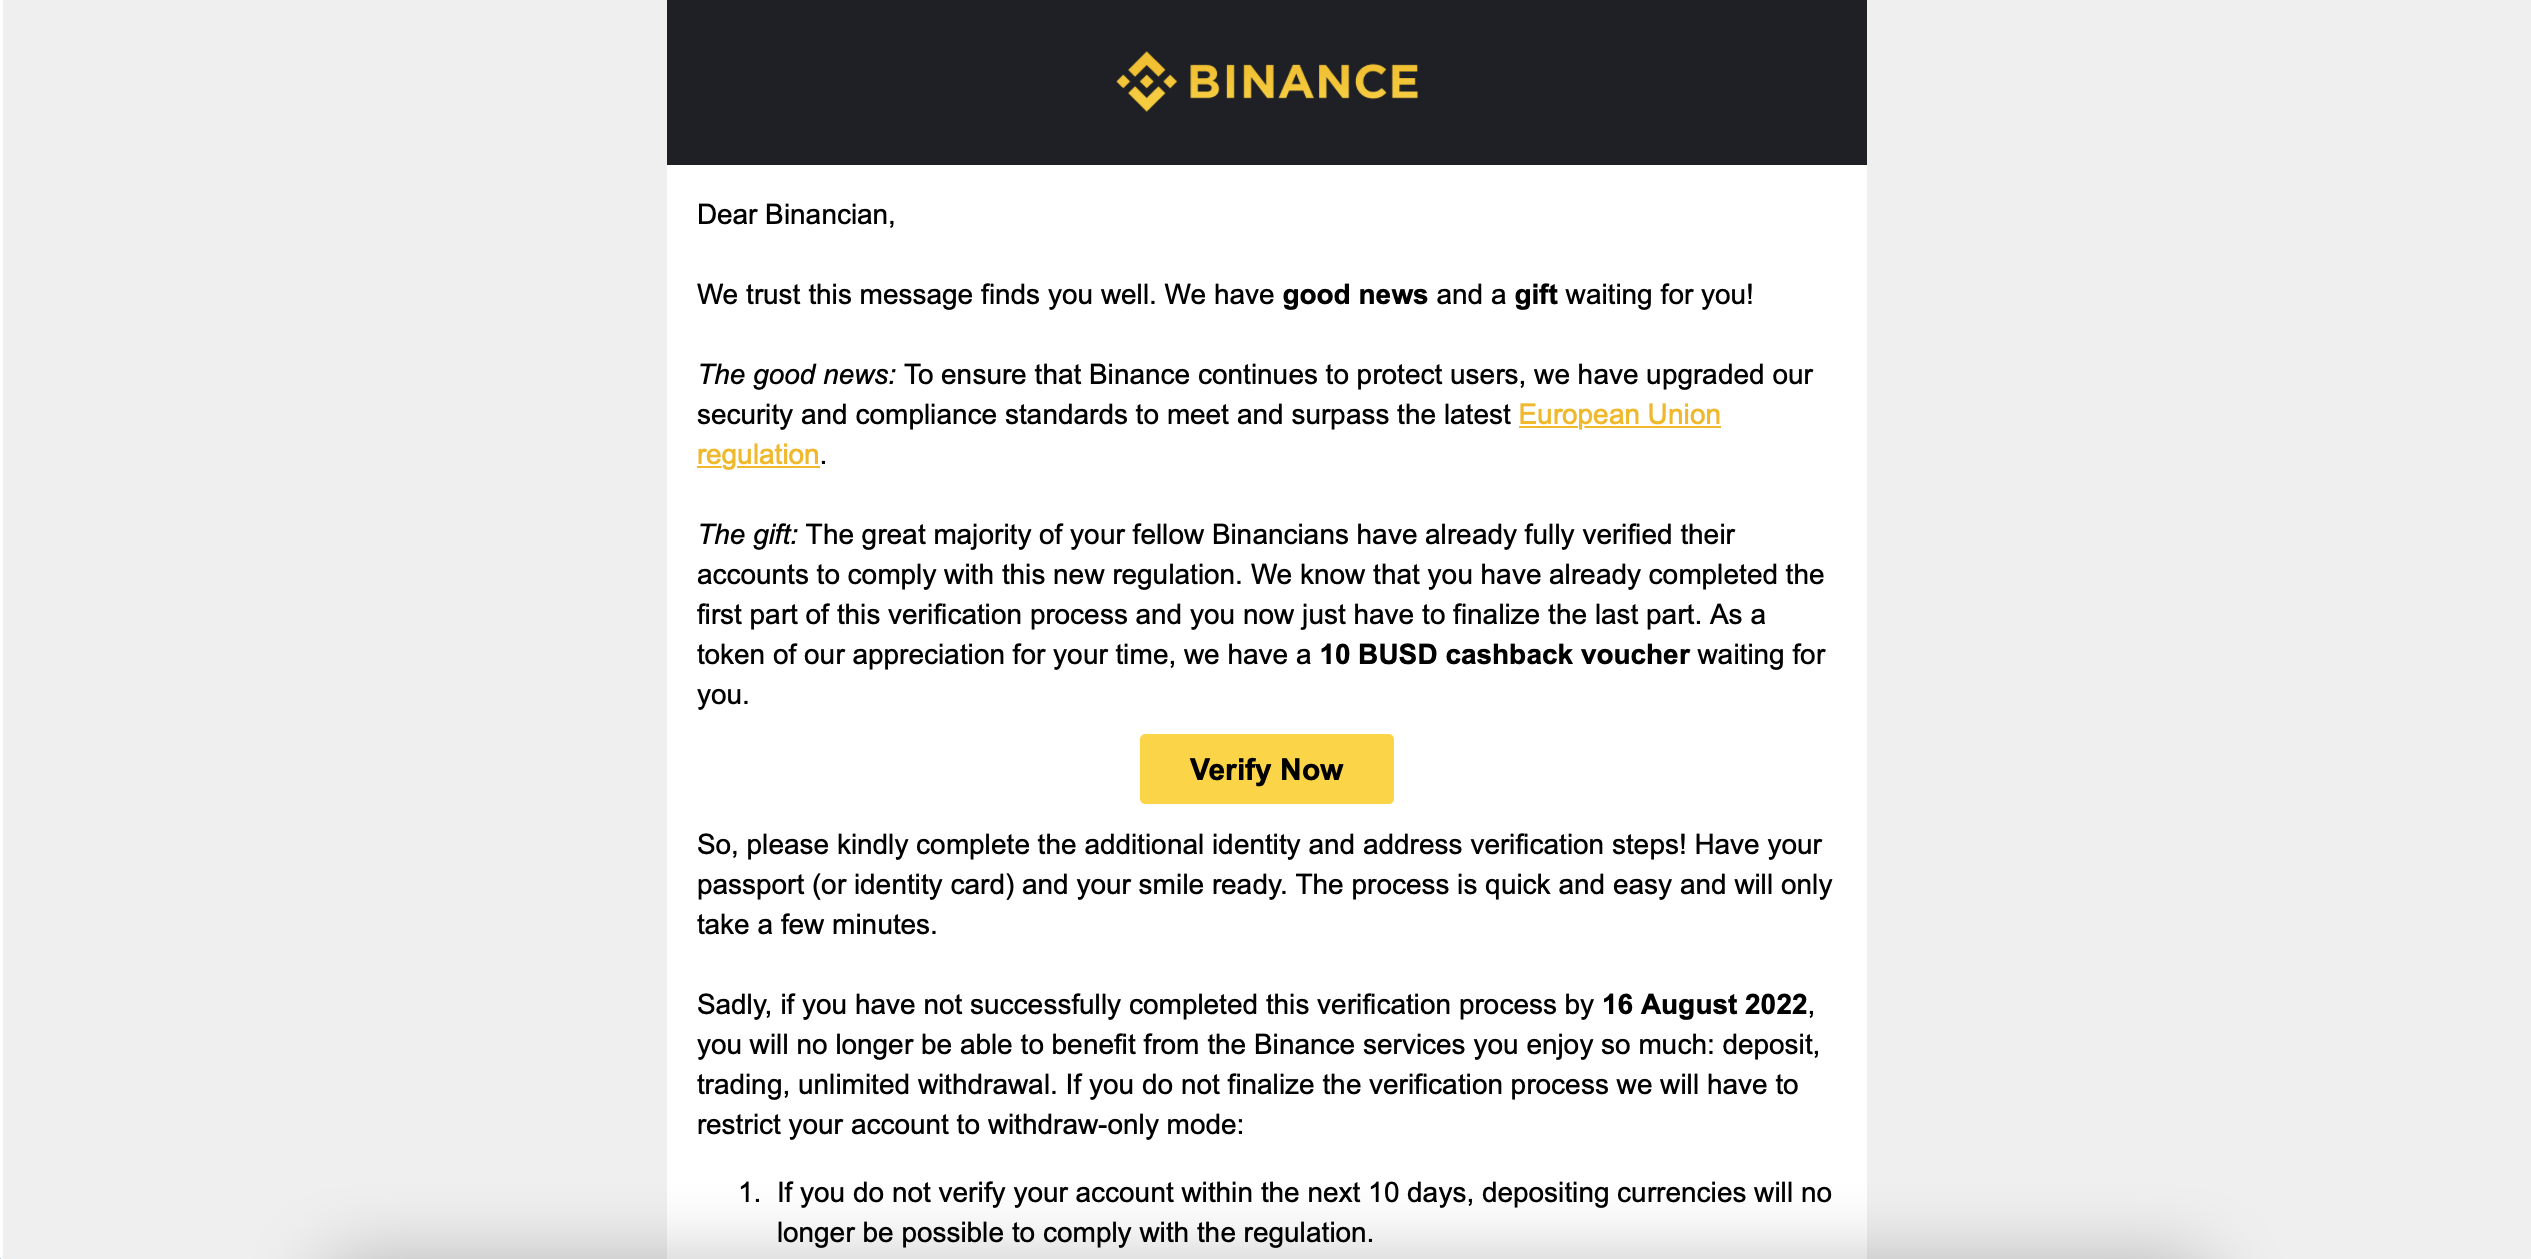 BINANCE
Dear Binancian,
We trust this message finds you well. We have good news and a gift waiting for you!
The good news: To ensure that Binance continues to protect users, we have upgraded our
security and compliance standards to meet and surpass the latest European Union
regulation.
The gift: The great majority of your fellow Binancians have already fully verified their
accounts to comply with this new regulation. We know that you have already completed the
first part of this verification process and you now just have to finalize the last part. As a
token of our appreciation for your time, we have a 10 BUSD cashback voucher waiting for
you.
Verify Now
So, please kindly complete the additional identity and address verification steps! Have your
passport (or identity card) and your smile ready. The process is quick and easy and will only
take a few minutes.
Sadly, if you have not successfully completed this verification process by 16 August 2022,
you will no longer be able to benefit from the Binance services you enjoy so much: deposit,
trading, unlimited withdrawal. If you do not finalize the verification process we will have to
restrict your account to withdraw-only mode:
1. If you do not verify your account within the next 10 days, depositing currencies will no
longer be possible to comply with the regulation.